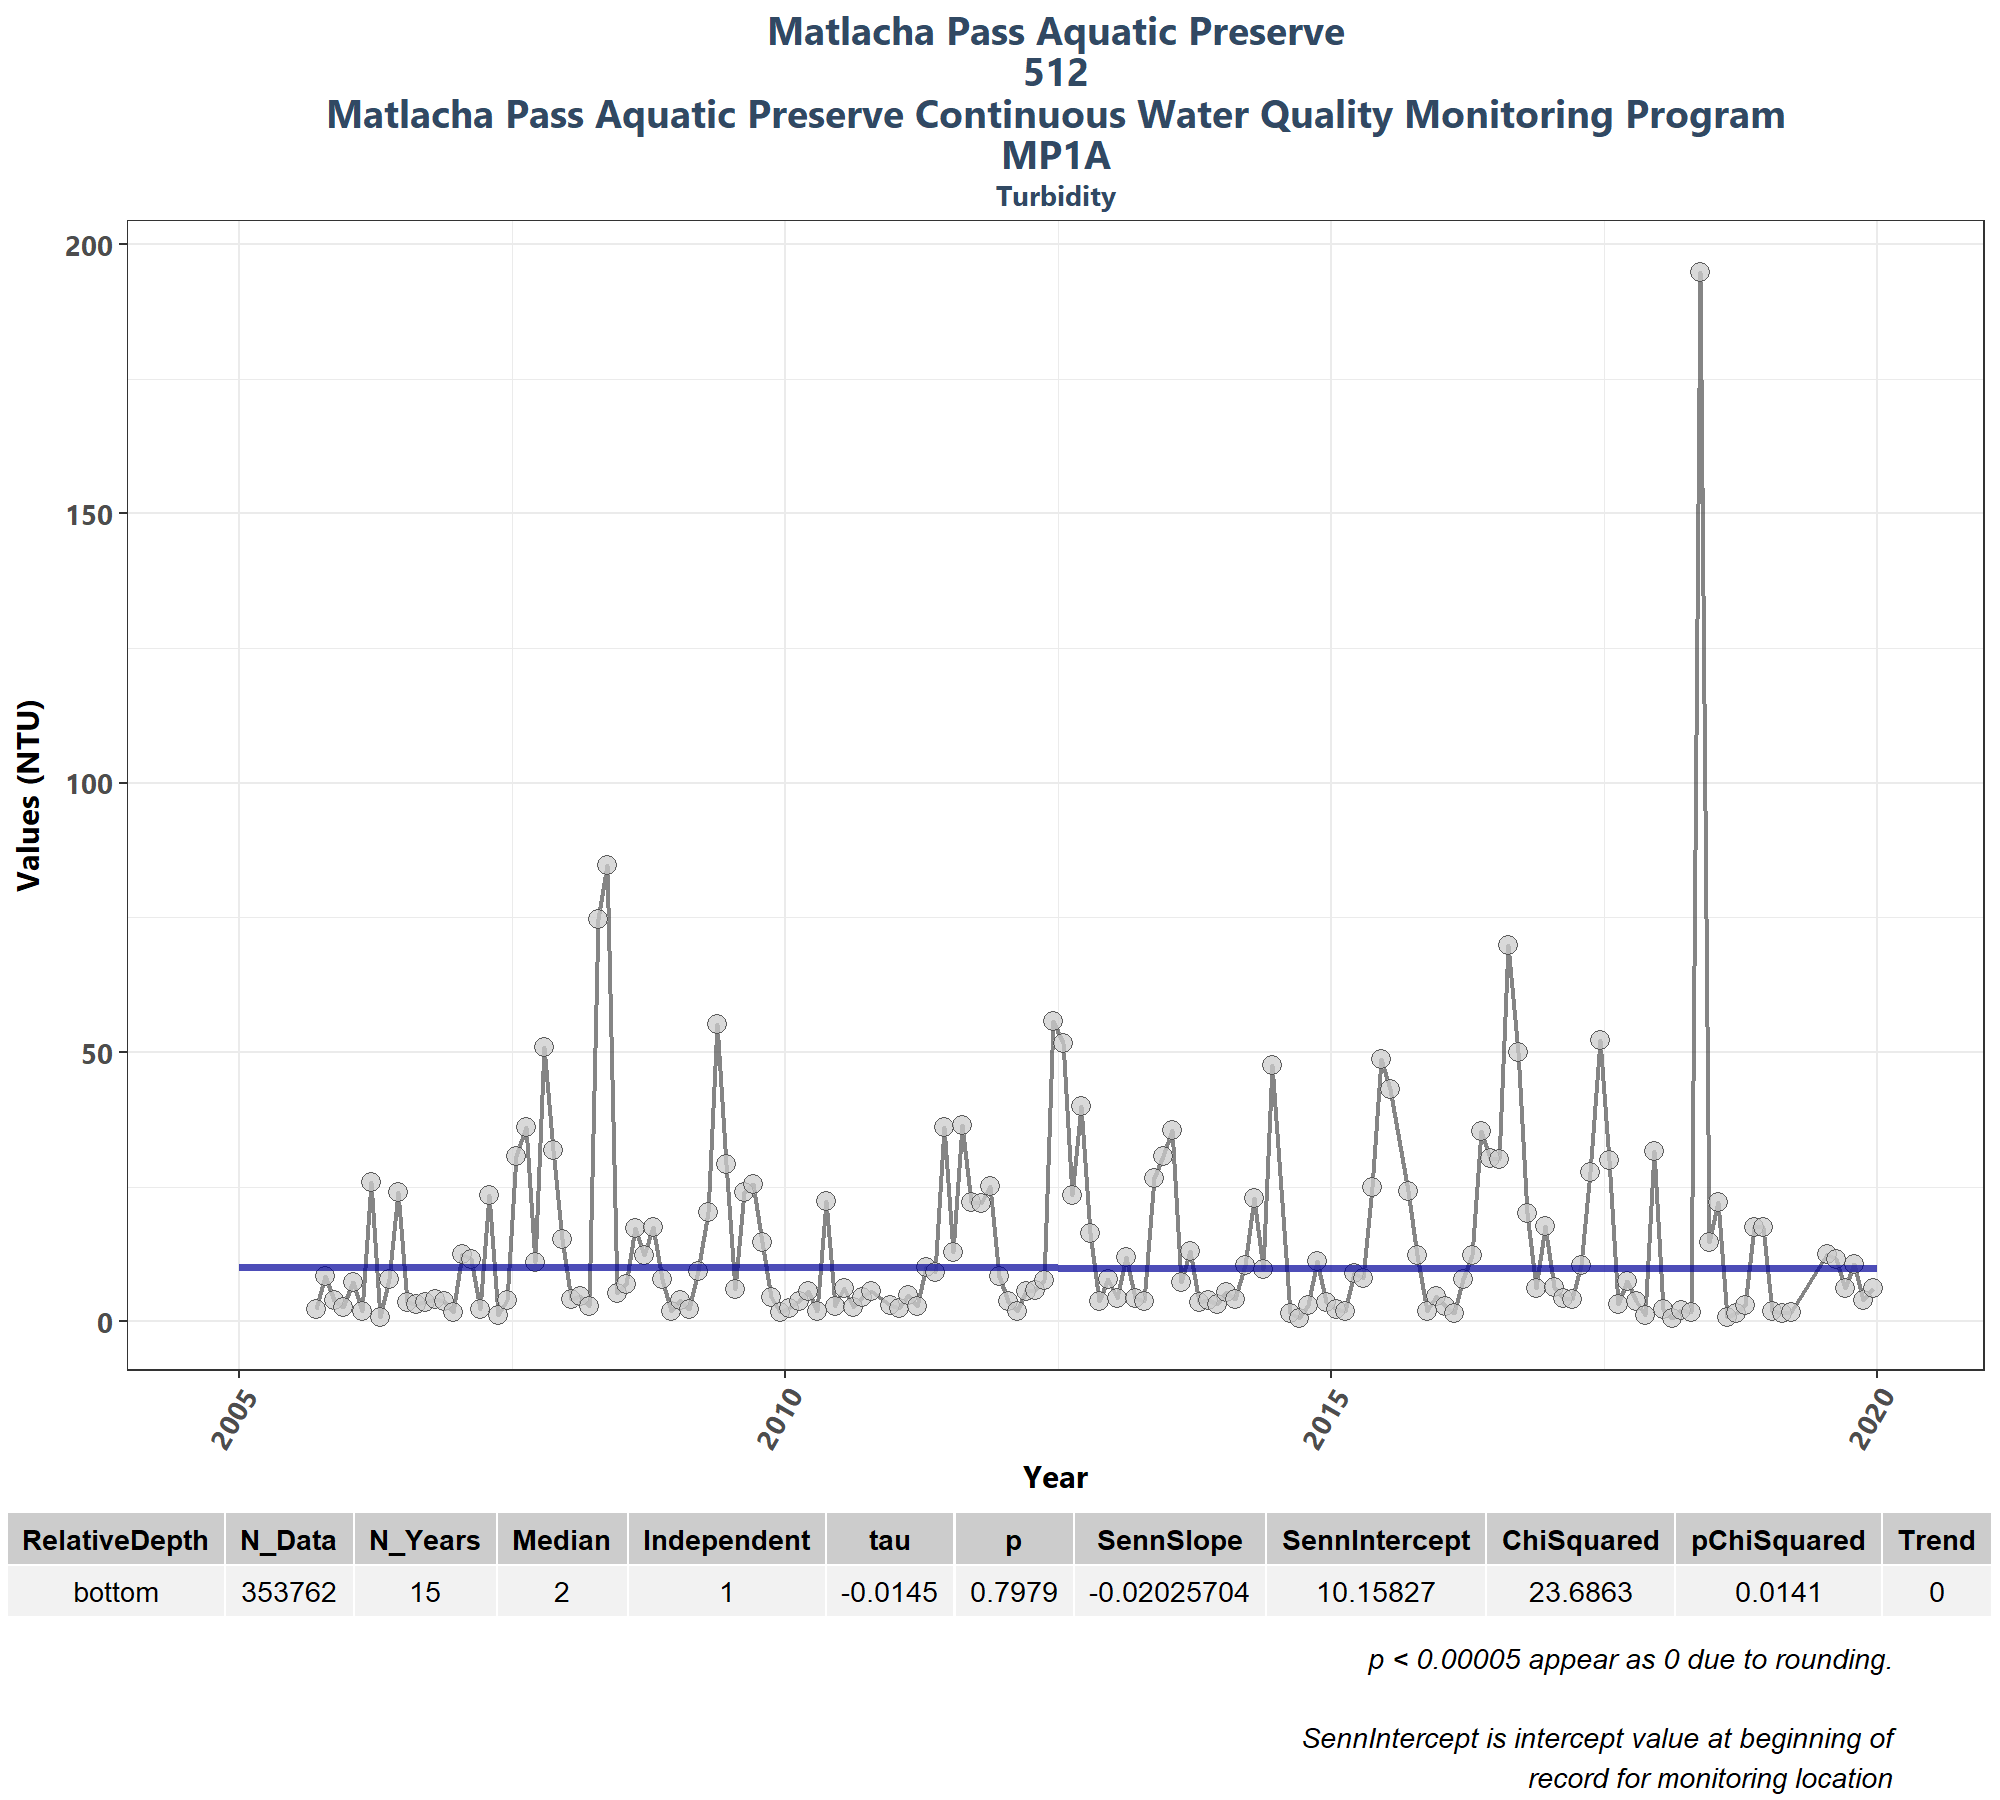 Matlacha Pass Aquatic Preserve
512
Matlacha Pass Aquatic Preserve Continuous Water Quality Monitoring Program
MP1A
Turbidity
Values (NTU)
200
150
100
50
0
2005 2010 2015 2020
Year
RelativeDepth N_Data N_Years Median Independent tau p SennSlope SennIntercept ChiSquared pChiSquared Trend
bottom 353762 15 2 1 -0.0145 0.7979 -0.02025704 10.15827 23.6863 0.0141 0
p < 0.00005 appear as 0 due to rounding.
SennIntercept is intercept value at beginning of
record for monitoring location